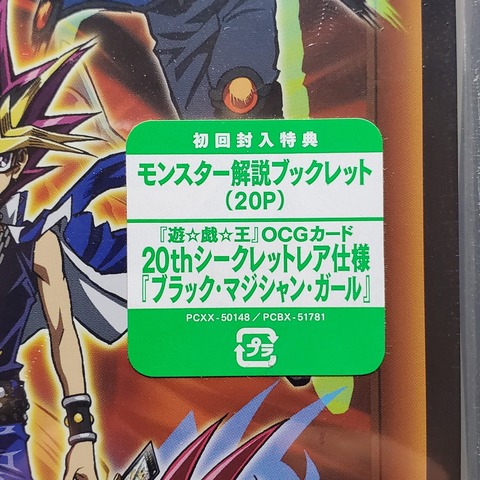 初回封入特典
モンスター解説ブックレット
(20P)
『遊☆戯☆王』OCGカード
20thシークレットレア仕様
『ブラック・マジシャン・ガール』
PCXX-50148/PCBX-51781
プラ